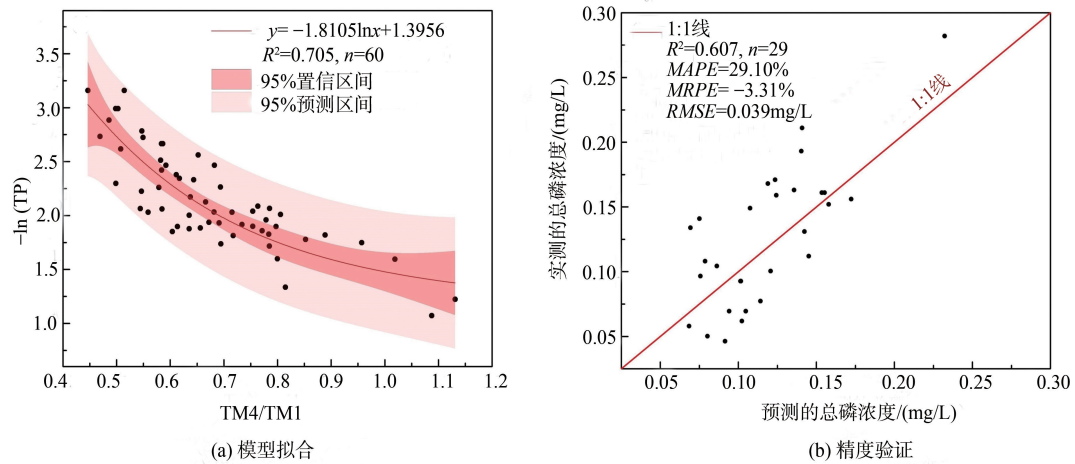 y= −1.8105lnx+1.3956
R²=0.705, n=60
95%置信区间
95%预测区间
−ln (TP)
3.5
3.0
2.5
2.0
1.5
1.0
0.4 0.5 0.6 0.7 0.8 0.9 1.0 1.1 1.2
TM4/TM1
(a) 模型拟合
1:1线
R²=0.607, n=29
MAPE=29.10%
MRPE= −3.31%
RMSE=0.039mg/L
1:1线
实测的总磷浓度/(mg/L)
0.30
0.25
0.20
0.15
0.10
0.05
0.05 0.10 0.15 0.20 0.25 0.30
预测的总磷浓度/(mg/L)
(b) 精度验证